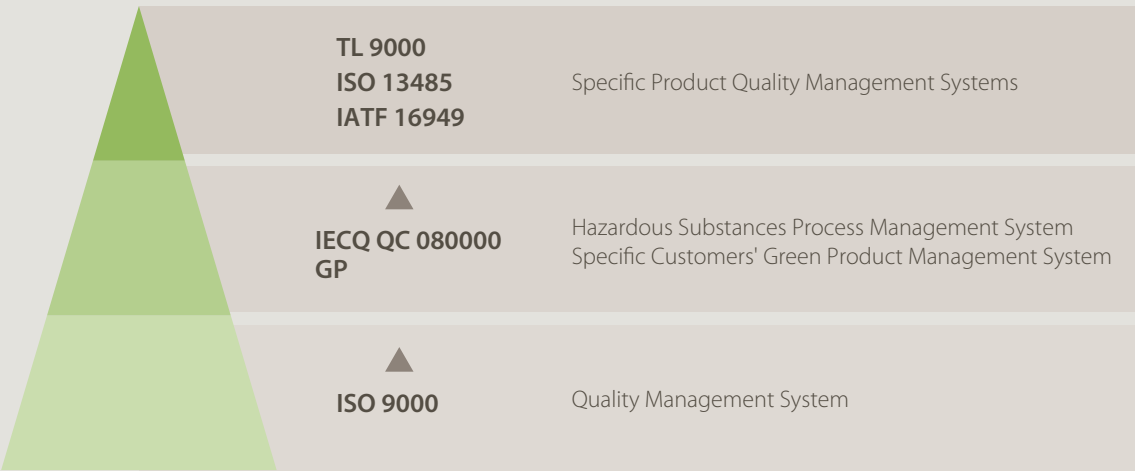 TL 9000
ISO 13485
IATF 16949
Specific Product Quality Management Systems
IECQ QC 080000
GP
Hazardous Substances Process Management System
Specific Customers' Green Product Management System
ISO 9000
Quality Management System